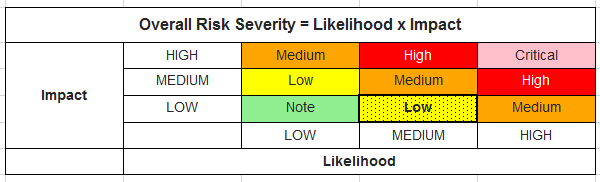 Overall Risk Severity = Likelihood x Impact
Impact
HIGH Medium High Critical
MEDIUM Low Medium High
LOW Note Low Medium
LOW MEDIUM HIGH
Likelihood